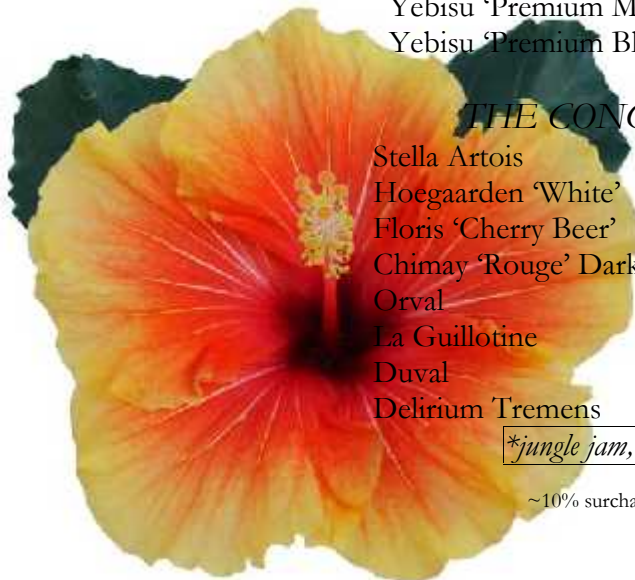 Yebisu ‘Premium M
Yebisu ‘Premium Bl
THE CONG
Stella Artois
Hoegaarden ‘White’
Floris ‘Cherry Beer’
Chimay ‘Rouge’ Dark
Orval
La Guillotine
Duval
Delirium Tremens
*jungle jam,
~10% surcha